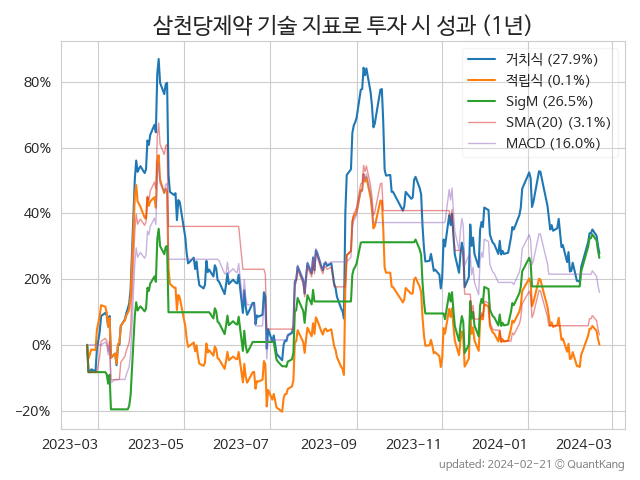 삼천당제약 기술 지표로 투자 시 성과 (1년)
거치식 (27.9%)
적립식 (0.1%)
SigM (26.5%)
SMA(20) (3.1%)
MACD (16.0%)
80%
60%
40%
20%
0%
−20%
2023-03 2023-05 2023-07 2023-09 2023-11 2024-01 2024-03
updated: 2024-02-21 © QuantKang